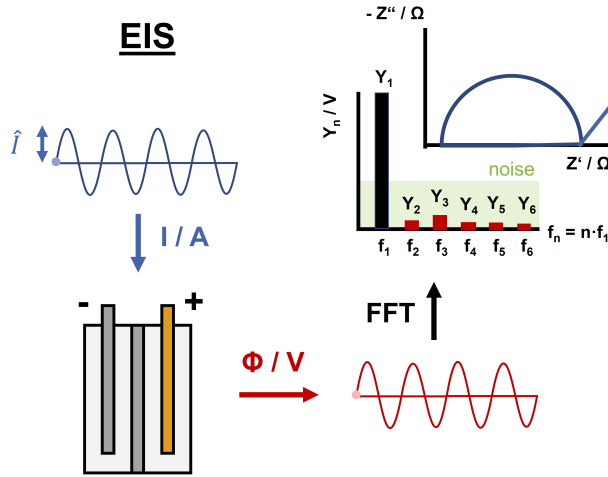 EIS
Î
I / A
- +
Φ / V
FFT
- Z‘‘ / Ω
Z‘ / Ω
Yₙ / V
noise
Y₁
Y₂ Y₃ Y₄ Y₅ Y₆
f₁ f₂ f₃ f₄ f₅ f₆
fₙ = n·f₁